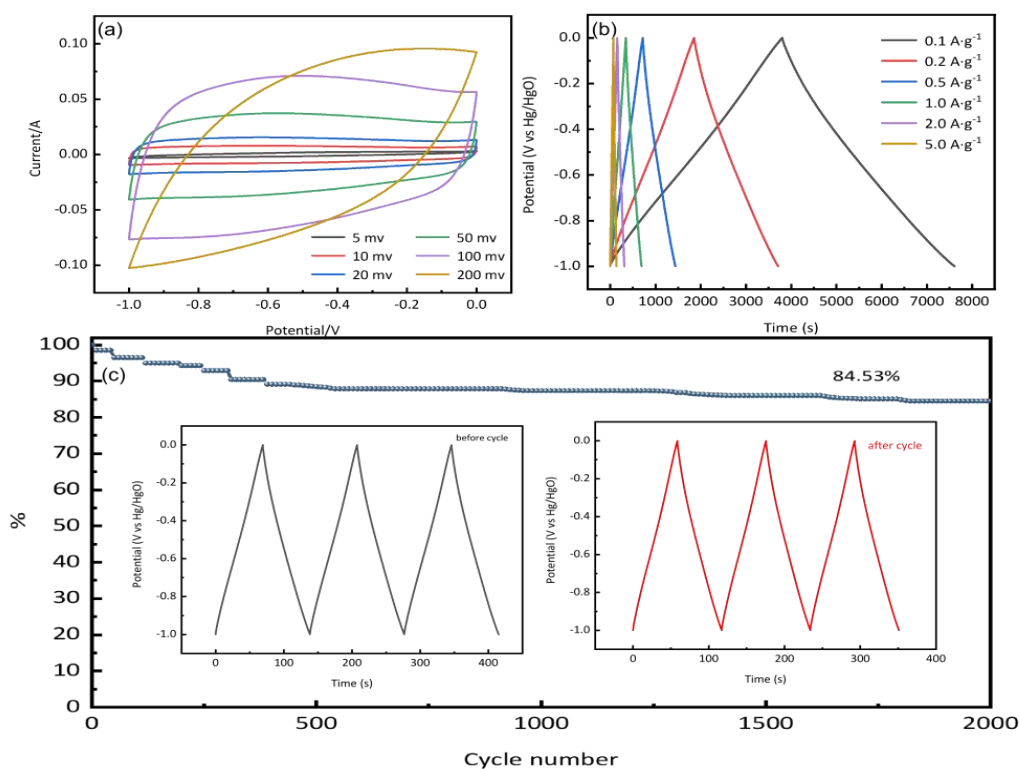 (a)
0.10
0.05
0.00
-0.05
-0.10
Current/A
5 mv
10 mv
20 mv
50 mv
100 mv
200 mv
-1.0
-0.8
-0.6
-0.4
-0.2
0.0
Potential/V
(b)
0.0
-0.2
-0.4
-0.6
-0.8
-1.0
Potential (V vs Hg/HgO)
0.1 A·g⁻¹
0.2 A·g⁻¹
0.5 A·g⁻¹
1.0 A·g⁻¹
2.0 A·g⁻¹
5.0 A·g⁻¹
0
1000
2000
3000
4000
5000
6000
7000
8000
Time (s)
(c)
100
90
80
70
60
50
40
30
20
10
0
%
84.53%
before cycle
0.0
-0.2
-0.4
-0.6
-0.8
-1.0
Potential (V vs Hg/HgO)
0
100
200
300
400
Time (s)
after cycle
0.0
-0.2
-0.4
-0.6
-0.8
-1.0
Potential (V vs Hg/HgO)
0
100
200
300
400
Time (s)
0
500
1000
1500
2000
Cycle number